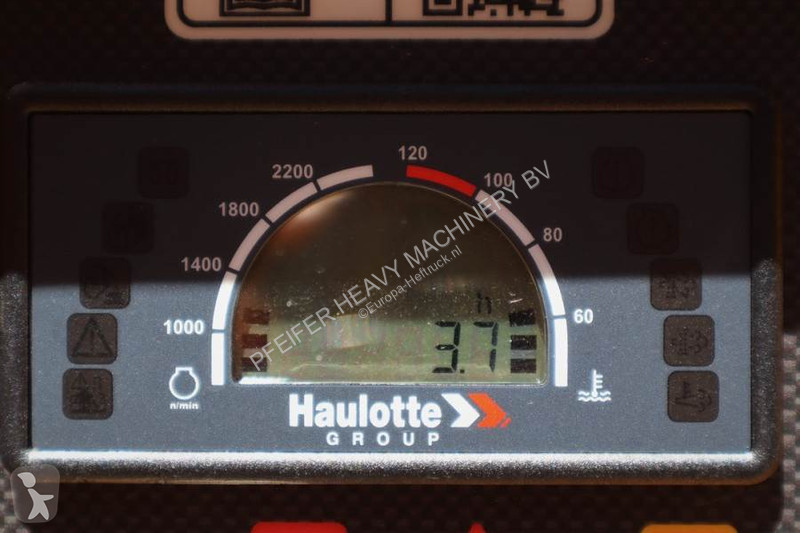 120
2200
100
1800
80
1400
60
1000
h
3.7
n/min
Haulotte
GROUP
PFEIFER HEAVY MACHINERY BV
©Europa-Heftruck.nl